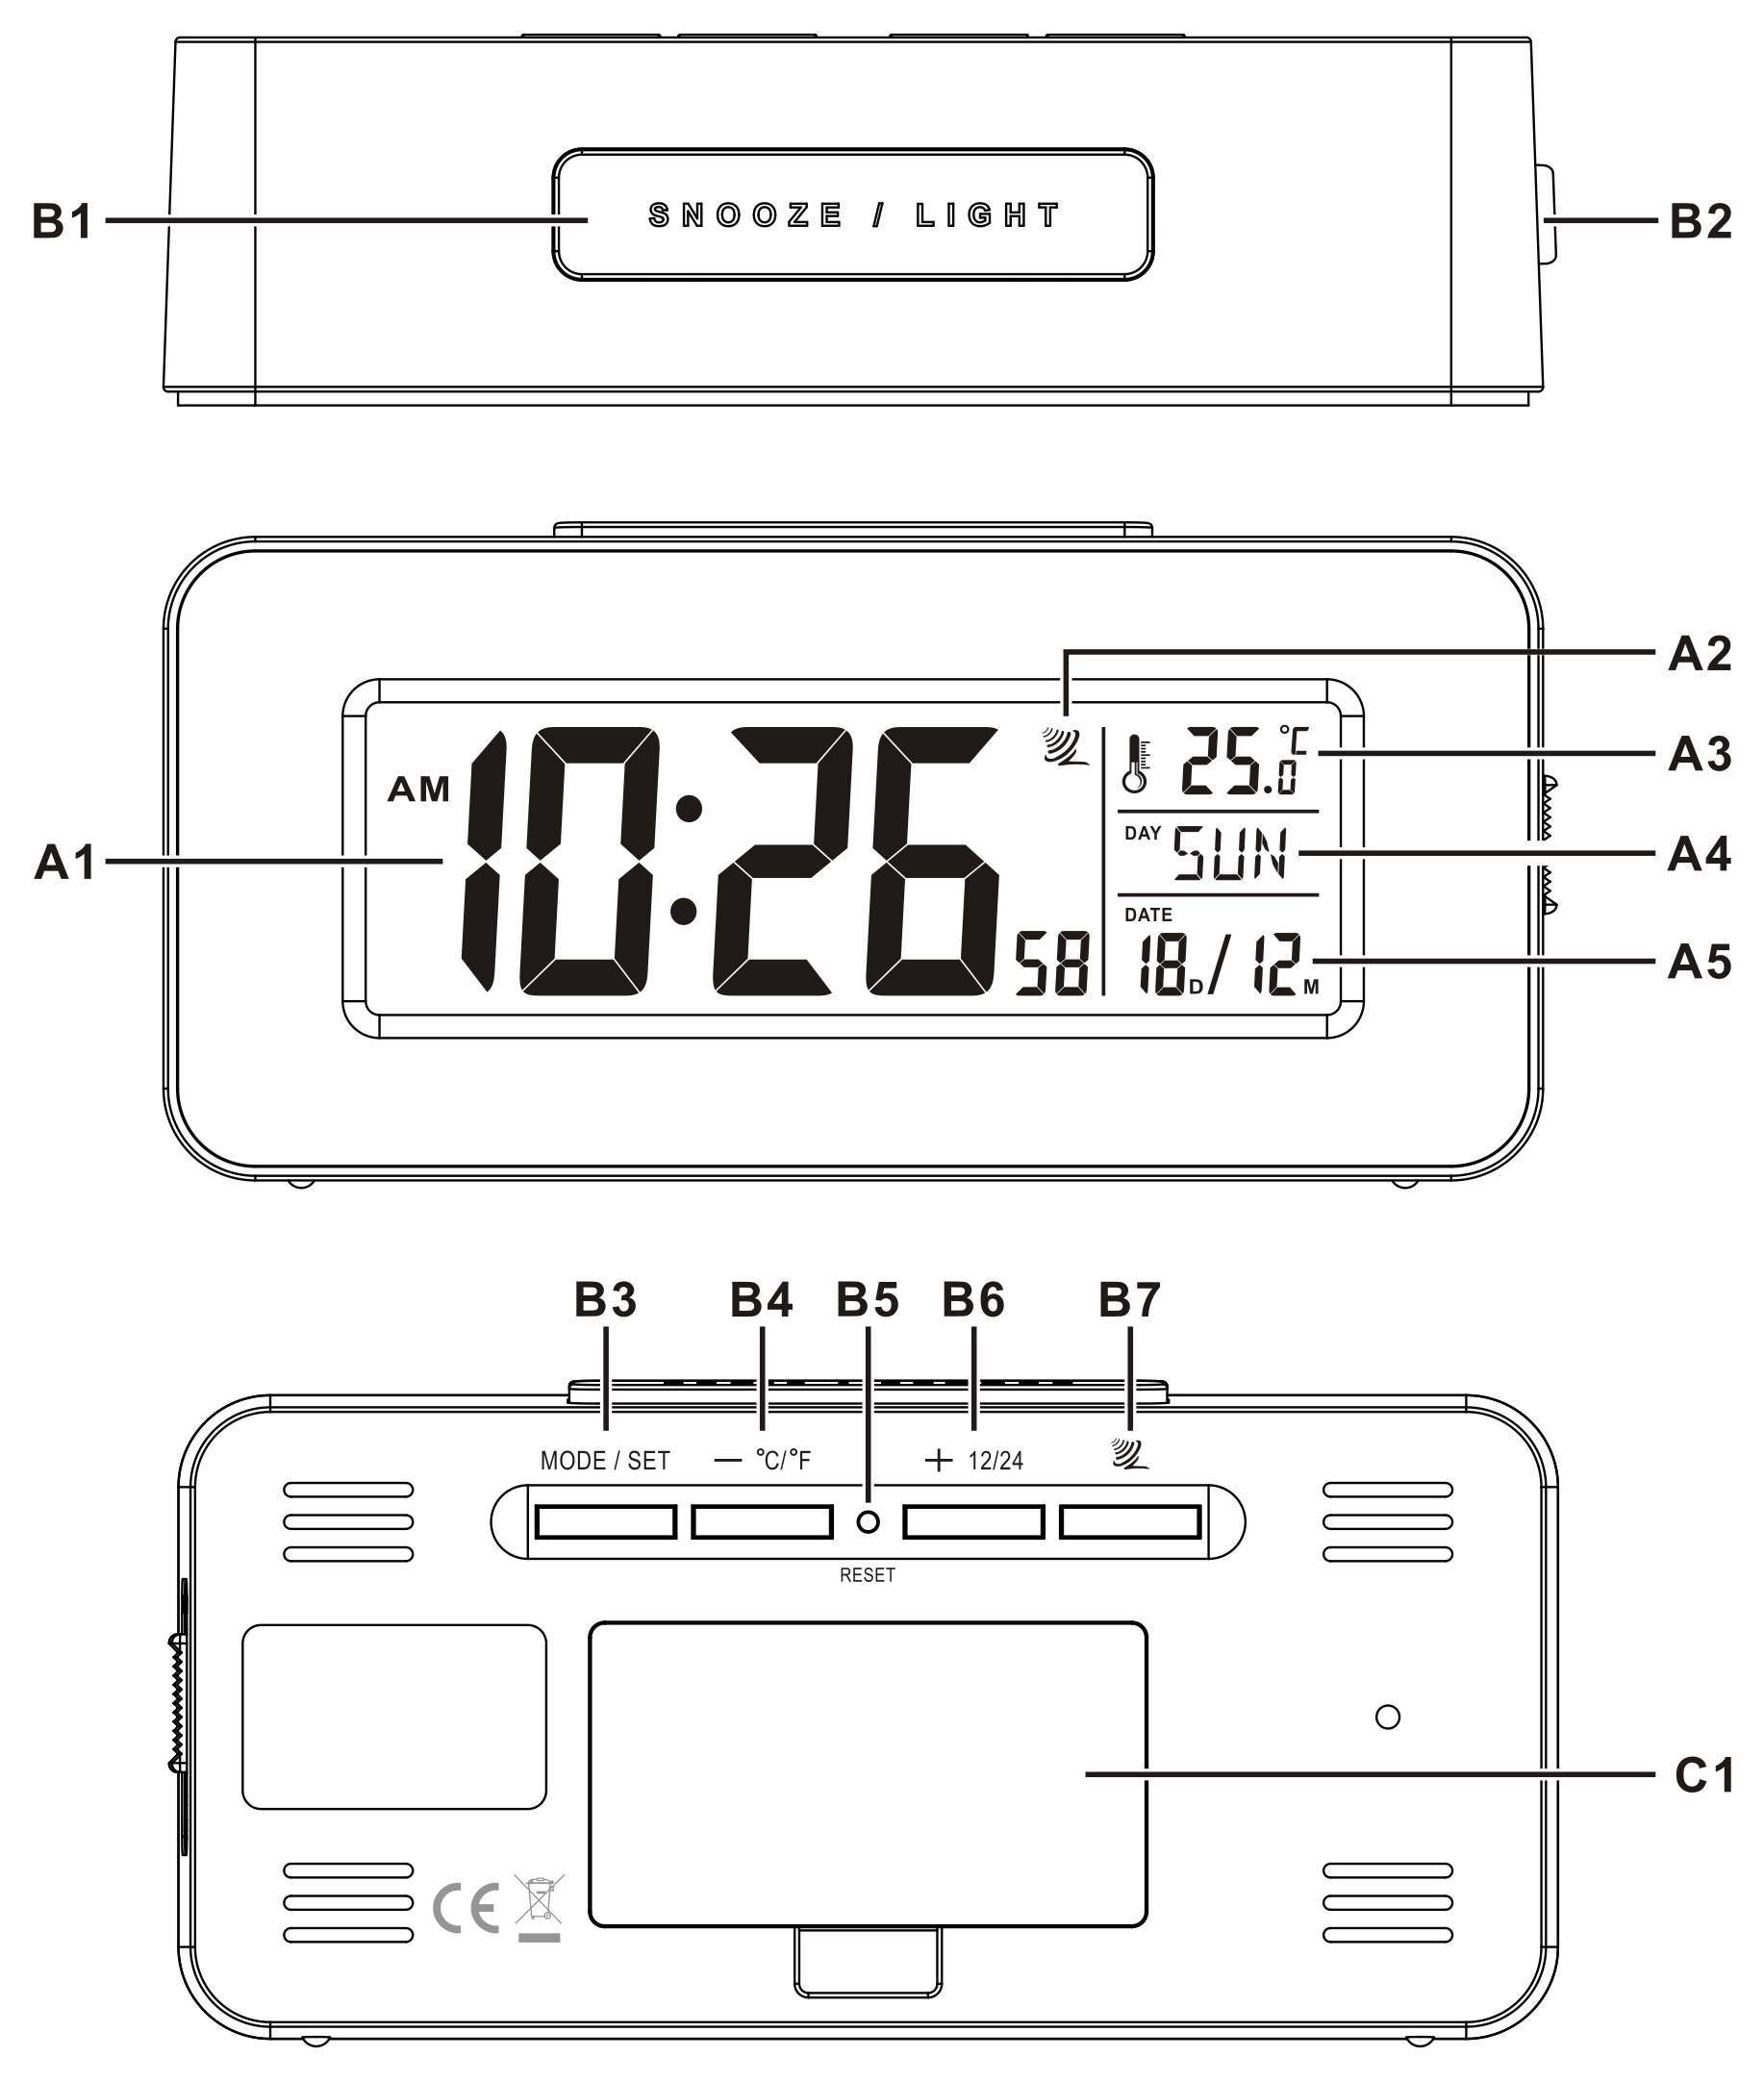 B1
SNOOZE / LIGHT
B2
A2
AM
10:26
58
25.0 °C
A3
A1
DAY SUN
A4
DATE
18D/12M
A5
B3 B4 B5 B6 B7
MODE / SET — °C/°F + 12/24
RESET
C1
CE